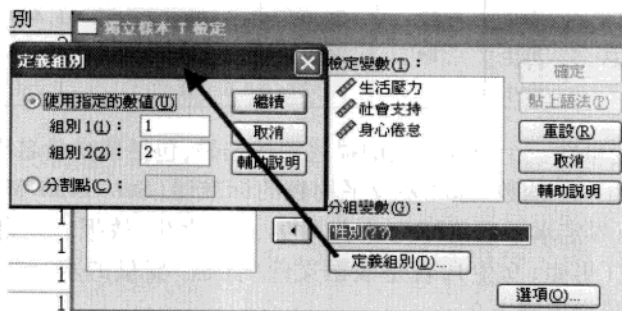 別
獨立樣本 T 檢定
定義組別
使用指定的數值(U)
組別 1(1)： 1
組別 2(2)： 2
分割點(C)：
繼續
取消
輔助說明
檢定變數(T)：
生活壓力
社會支持
身心倦怠
分組變數(G)：
性別(? ?)
定義組別(D)...
確定
貼上語法(P)
重設(R)
取消
輔助說明
選項(O)...
1
1
1
1